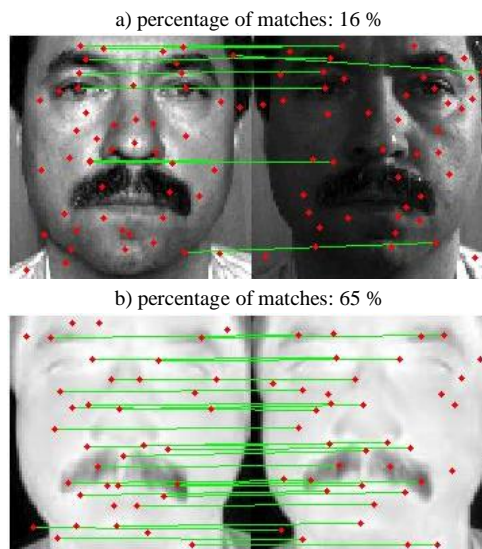 a) percentage of matches: 16 %
b) percentage of matches: 65 %